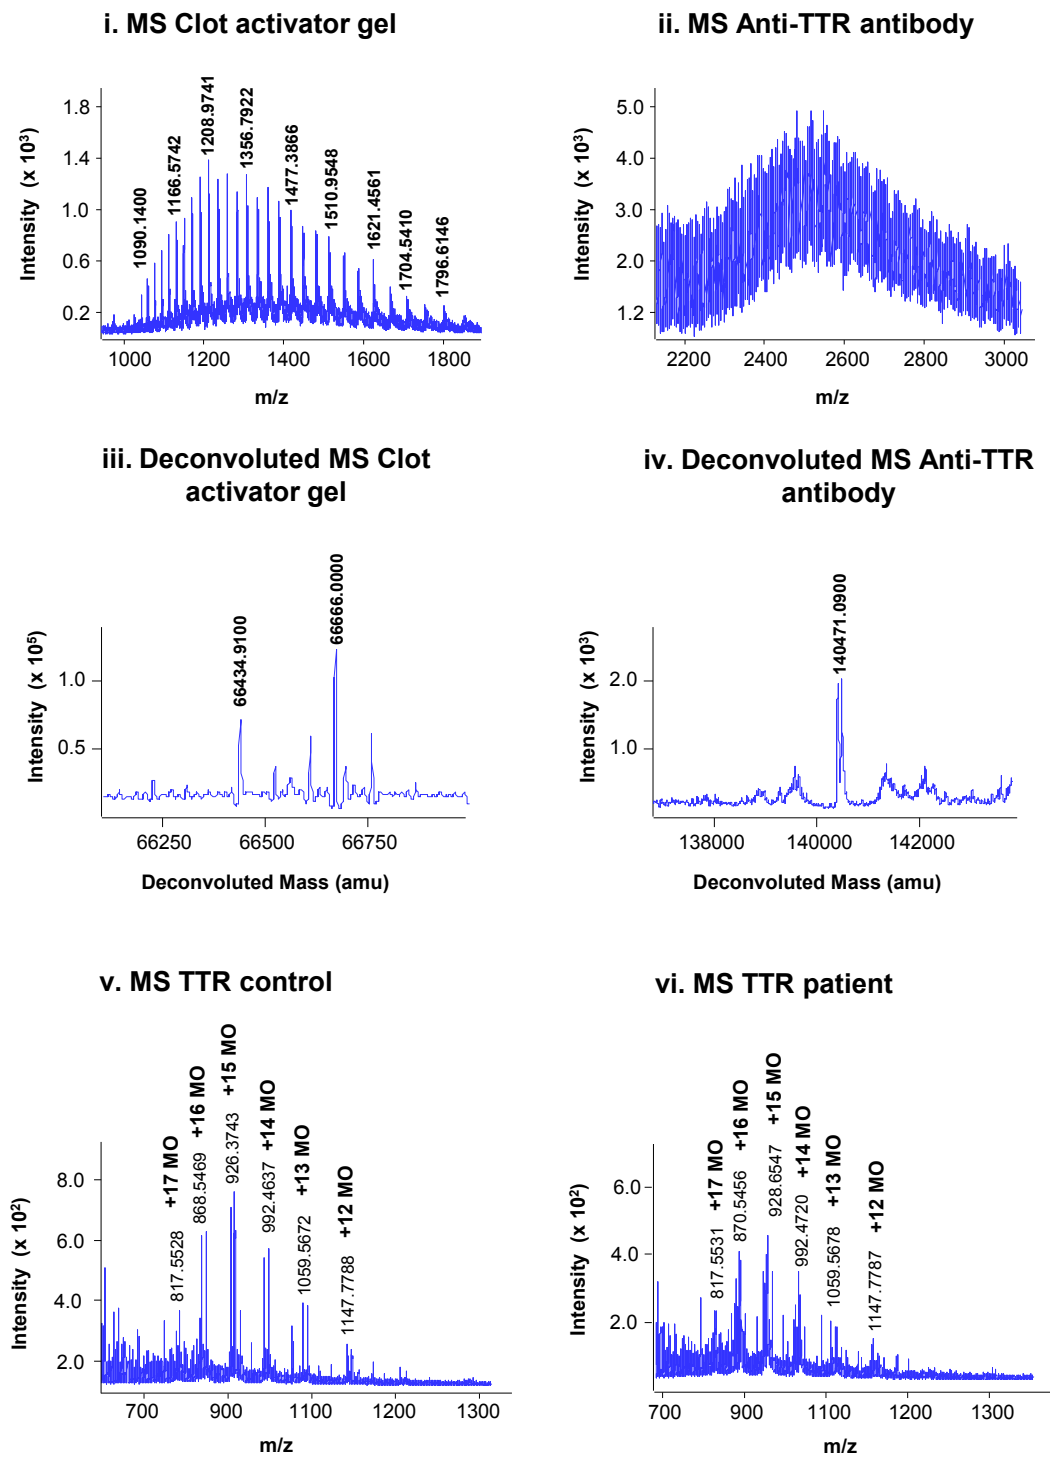 i. MS Clot activator gel
Intensity (x 10³)
1.8
1.4
1.0
0.6
0.2
1090.1400
1166.5742
1208.9741
1356.7922
1477.3866
1510.9548
1621.4561
1704.5410
1796.6146
1000 1200 1400 1600 1800
m/z
ii. MS Anti-TTR antibody
Intensity (x 10³)
5.0
4.0
3.0
2.0
1.2
2200 2400 2600 2800 3000
m/z
iii. Deconvoluted MS Clot
activator gel
Intensity (x 10⁵)
1.0
0.5
66434.9100
66666.0000
66250 66500 66750
Deconvoluted Mass (amu)
iv. Deconvoluted MS Anti-TTR
antibody
Intensity (x 10³)
2.0
1.0
140471.0900
138000 140000 142000
Deconvoluted Mass (amu)
v. MS TTR control
Intensity (x 10²)
8.0
6.0
4.0
2.0
817.5528 +17 MO
868.5469 +16 MO
926.3743 +15 MO
992.4637 +14 MO
1059.5672 +13 MO
1147.7788 +12 MO
700 900 1100 1300
m/z
vi. MS TTR patient
Intensity (x 10²)
6.0
4.0
2.0
817.5531 +17 MO
870.5456 +16 MO
928.6547 +15 MO
992.4720 +14 MO
1059.5678 +13 MO
1147.7787 +12 MO
700 900 1100 1200 1300
m/z